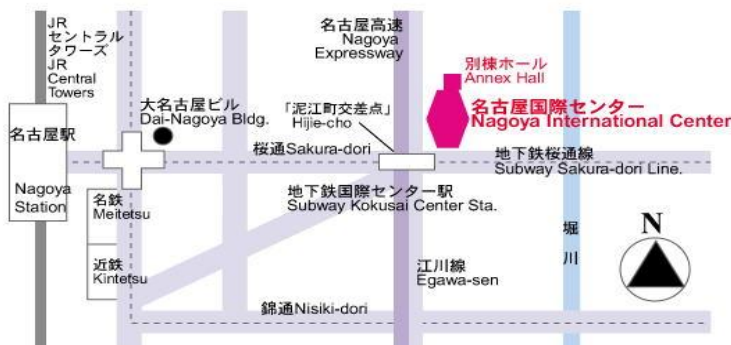 JR
セントラル
タワーズ
JR
Central
Towers
名古屋高速
Nagoya
Expressway
別棟ホール
Annex Hall
大名古屋ビル
Dai-Nagoya Bldg.
「泥江町交差点」
Hijie-cho
名古屋国際センター
Nagoya International Center
名古屋駅
Nagoya
Station
桜通Sakura-dori
地下鉄桜通線
Subway Sakura-dori Line.
名鉄
Meitetsu
地下鉄国際センター駅
Subway Kokusai Center Sta.
近鉄
Kintetsu
江川線
Egawa-sen
堀川
N
錦通Nisiki-dori